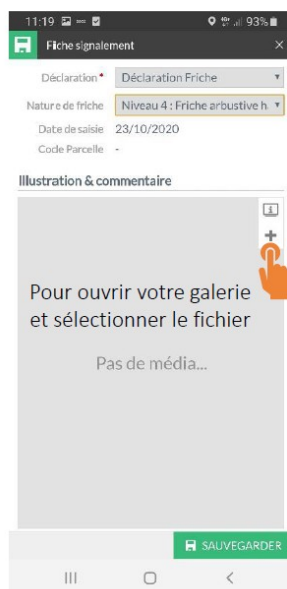 11:19 93%
Fiche signalement ×
Déclaration * Déclaration Friche
Nature de friche Niveau 4 : Friche arbustive h.
Date de saisie 23/10/2020
Code Parcelle -
Illustration & commentaire
Pour ouvrir votre galerie
et sélectionner le fichier
Pas de média...
SAUVEGARDER